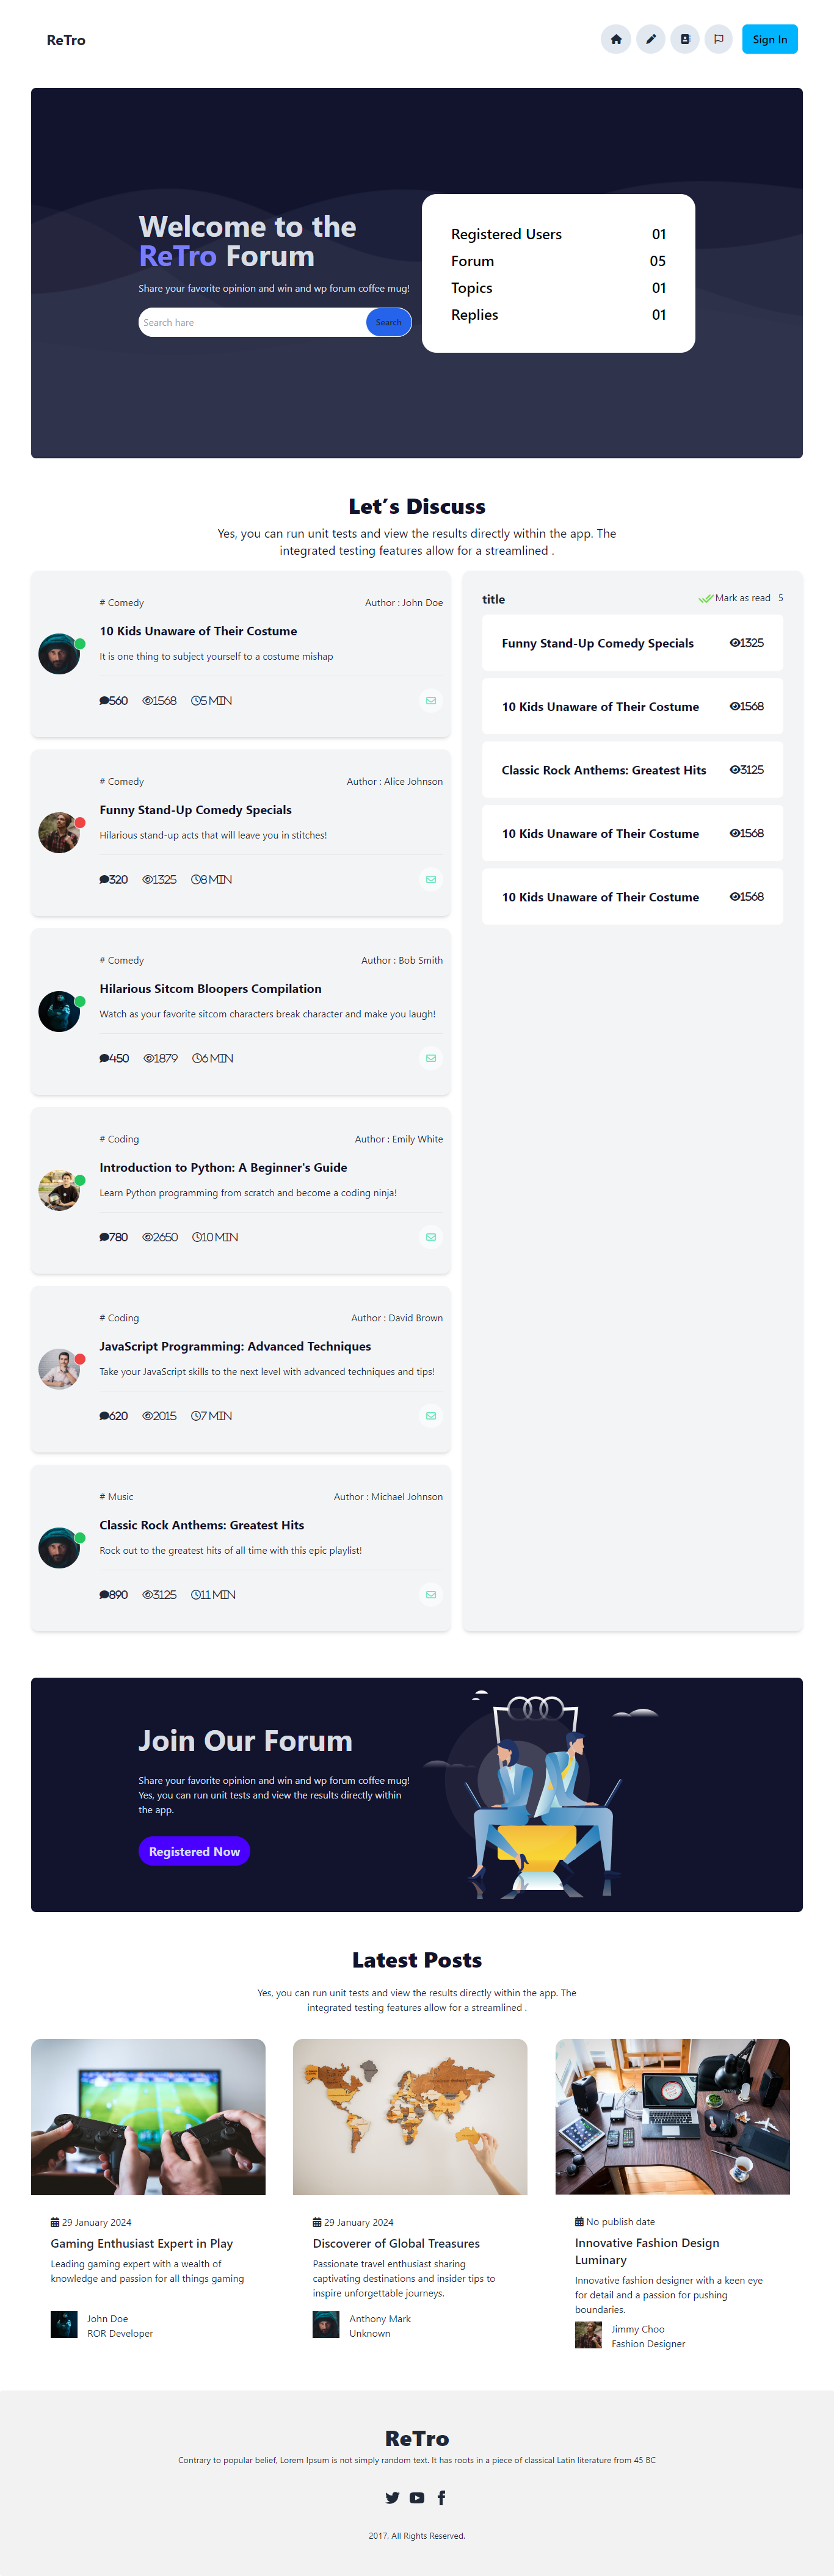 ReTro
Sign In
Welcome to the
ReTro Forum
Share your favorite opinion and win and wp forum coffee mug!
Search here
Search
Registered Users 01
Forum 05
Topics 01
Replies 01
Let's Discuss
Yes, you can run unit tests and view the results directly within the app. The
integrated testing features allow for a streamlined .
# Comedy Author : John Doe
10 Kids Unaware of Their Costume
It is one thing to subject yourself to a costume mishap
560 1568 5 MIN
# Comedy Author : Alice Johnson
Funny Stand-Up Comedy Specials
Hilarious stand-up acts that will leave you in stitches!
320 1325 8 MIN
# Comedy Author : Bob Smith
Hilarious Sitcom Bloopers Compilation
Watch as your favorite sitcom characters break character and make you laugh!
450 1879 6 MIN
# Coding Author : Emily White
Introduction to Python: A Beginner's Guide
Learn Python programming from scratch and become a coding ninja!
780 2650 10 MIN
# Coding Author : David Brown
JavaScript Programming: Advanced Techniques
Take your JavaScript skills to the next level with advanced techniques and tips!
620 2015 7 MIN
# Music Author : Michael Johnson
Classic Rock Anthems: Greatest Hits
Rock out to the greatest hits of all time with this epic playlist!
890 3125 11 MIN
title Mark as read 5
Funny Stand-Up Comedy Specials 1325
10 Kids Unaware of Their Costume 1568
Classic Rock Anthems: Greatest Hits 3125
10 Kids Unaware of Their Costume 1568
10 Kids Unaware of Their Costume 1568
Join Our Forum
Share your favorite opinion and win and wp forum coffee mug!
Yes, you can run unit tests and view the results directly within
the app.
Registered Now
Latest Posts
Yes, you can run unit tests and view the results directly within the app. The
integrated testing features allow for a streamlined .
29 January 2024
Gaming Enthusiast Expert in Play
Leading gaming expert with a wealth of
knowledge and passion for all things gaming
John Doe
ROR Developer
29 January 2024
Discoverer of Global Treasures
Passionate travel enthusiast sharing
captivating destinations and insider tips to
inspire unforgettable journeys.
Anthony Mark
Unknown
No publish date
Innovative Fashion Design
Luminary
Innovative fashion designer with a keen eye
for detail and a passion for pushing
boundaries.
Jimmy Choo
Fashion Designer
ReTro
Contrary to popular belief, Lorem Ipsum is not simply random text. It has roots in a piece of classical Latin literature from 45 BC
2017. All Rights Reserved.